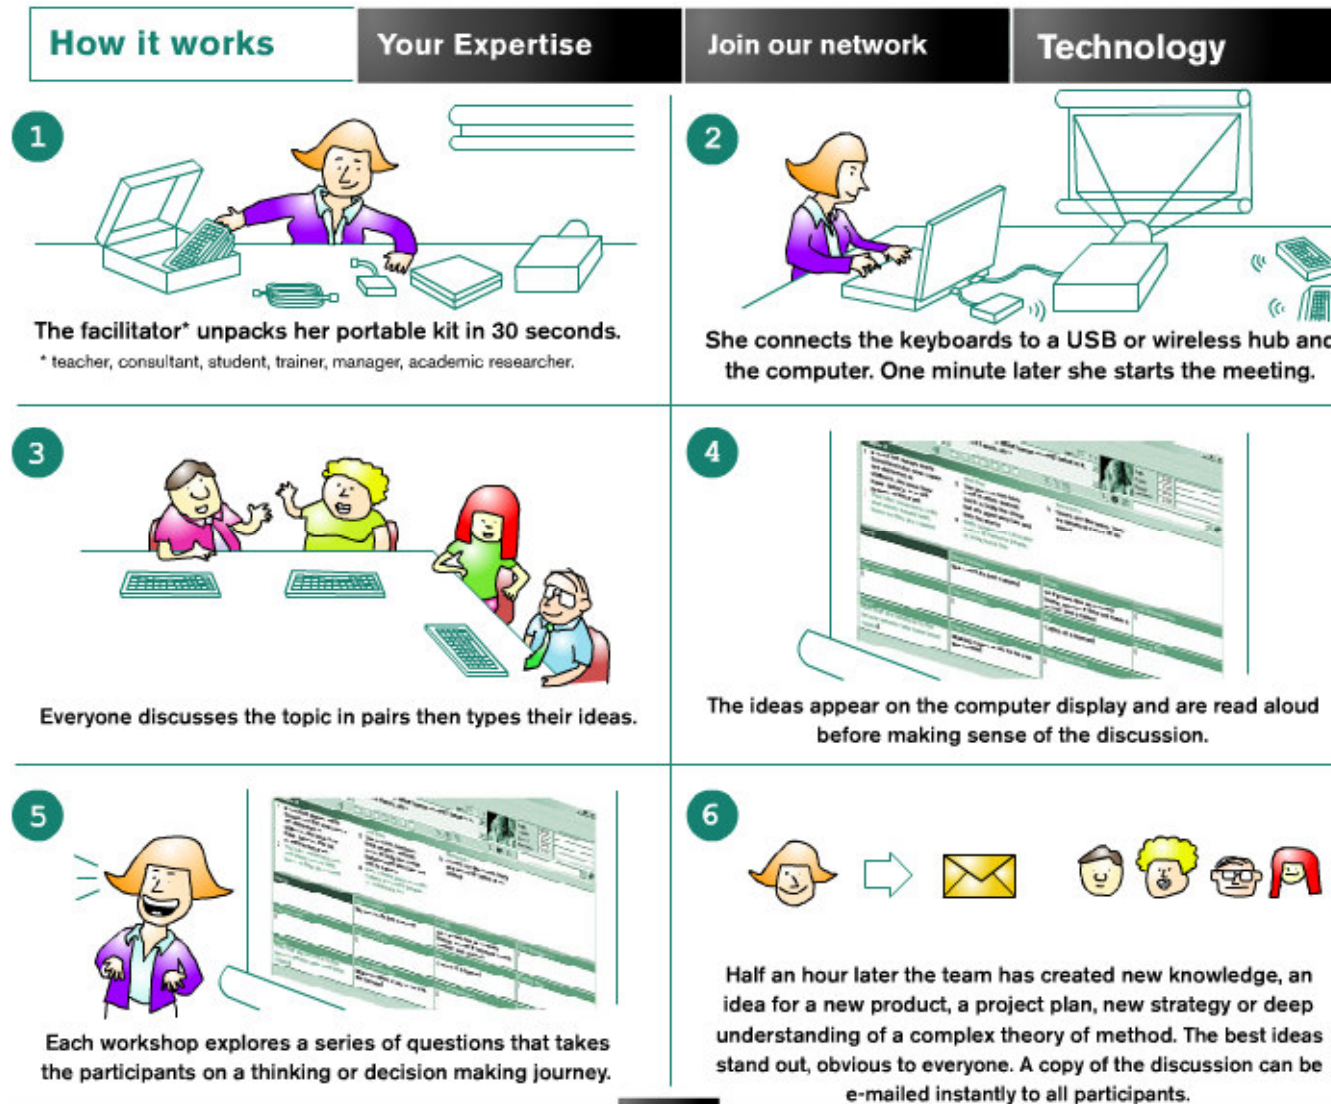 How it works
Your Expertise
Join our network
Technology
1
The facilitator* unpacks her portable kit in 30 seconds.
* teacher, consultant, student, trainer, manager, academic researcher.
2
She connects the keyboards to a USB or wireless hub and
the computer. One minute later she starts the meeting.
3
Everyone discusses the topic in pairs then types their ideas.
4
The ideas appear on the computer display and are read aloud
before making sense of the discussion.
5
Each workshop explores a series of questions that takes
the participants on a thinking or decision making journey.
6
Half an hour later the team has created new knowledge, an
idea for a new product, a project plan, new strategy or deep
understanding of a complex theory of method. The best ideas
stand out, obvious to everyone. A copy of the discussion can be
e-mailed instantly to all participants.